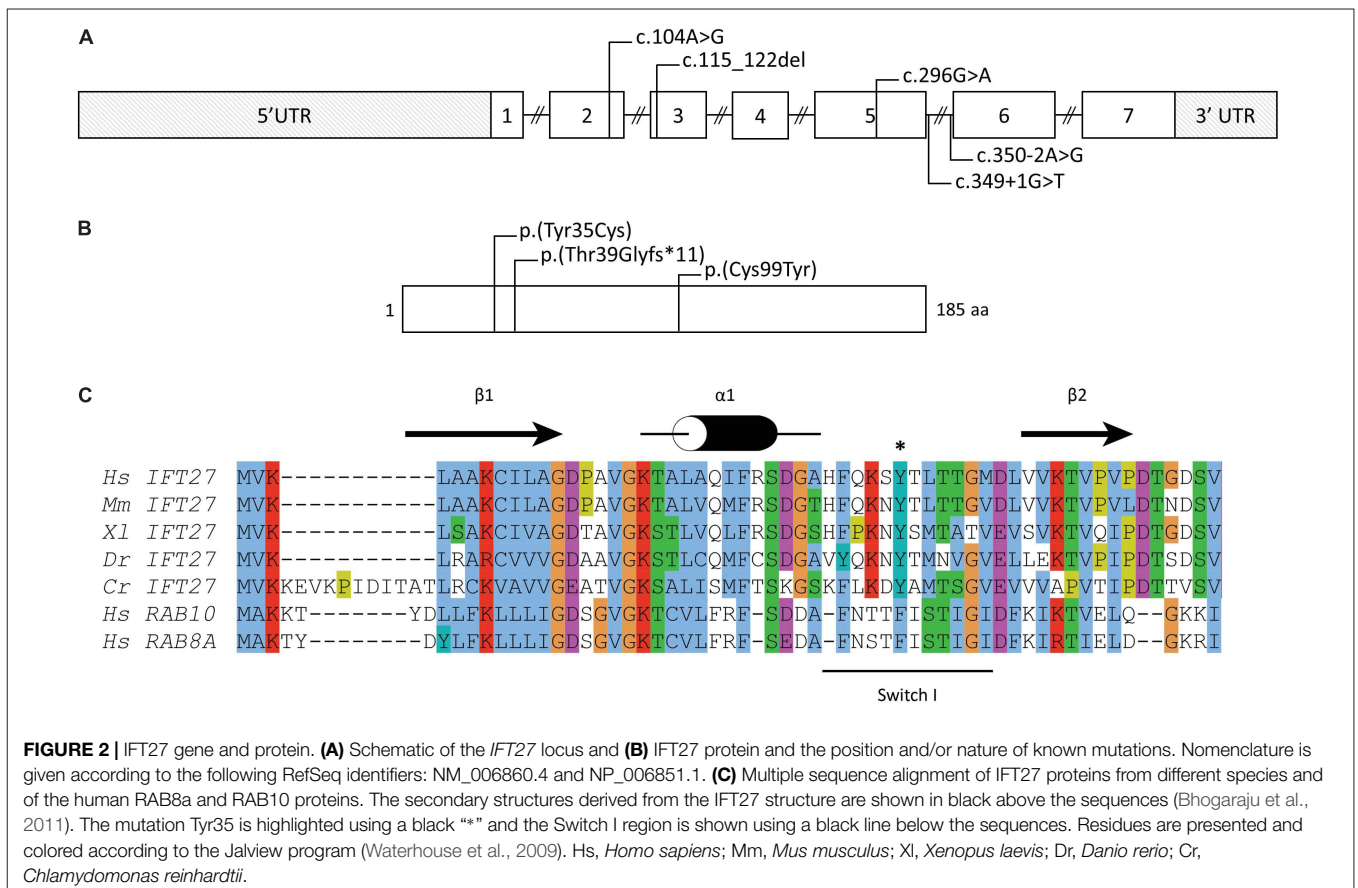 A
c.104A>G
c.115_122del
c.296G>A
5'UTR 1 2 3 4 5 6 7 3' UTR
c.350-2A>G
c.349+1G>T
B
p.(Tyr35Cys)
p.(Thr39Glyfs*11)
p.(Cys99Tyr)
1 185 aa
C
β1 α1 β2
*
Hs IFT27 MVK-----------LAAKCILAGDPAVGKTALAQIFRSDGAHFQKSYTLTTGMDLVVKTVPVPDTGDSV
Mm IFT27 MVK-----------LAAKCILAGDPAVGKTALVQMFRSDGTHFQKNYTLTTGVDLVVKTVPVLDTNDSV
Xl IFT27 MVK-----------LSAKCIVAGDTAVGKSTLVQLFRSDGSHFPKNYSMTATVEVSVKTVQIPDTGDSV
Dr IFT27 MVK-----------LRAKCVVVGDAAVGKSTLCQMFCSDGAVYQKNYTNNVGVELLEKTVPIPDTSDSV
Cr IFT27 MVKKEVKPIDITATLRCKVAVVGEATVGKSALISMFTSKGSKFLKDYAMTSGVEVVVAPVTIPDTTVSV
Hs RAB10 MAKKT-------YDLLFKLLLIGDSGVGKTCVLFRF-SDDA-FNTTFISTIGIDFKIKTVELQ--GKKI
Hs RAB8A MAKTY--------DYLFKLLLIGDSGVGKTCVLFRF-SEDA-FNSTFISTIGIDFKIRTIELD--GKRI
Switch I
FIGURE 2 | IFT27 gene and protein. (A) Schematic of the IFT27 locus and (B) IFT27 protein and the position and/or nature of known mutations. Nomenclature is
given according to the following RefSeq identifiers: NM_006860.4 and NP_006851.1. (C) Multiple sequence alignment of IFT27 proteins from different species and
of the human RAB8a and RAB10 proteins. The secondary structures derived from the IFT27 structure are shown in black above the sequences (Bhogaraju et al.,
2011). The mutation Tyr35 is highlighted using a black “*” and the Switch I region is shown using a black line below the sequences. Residues are presented and
colored according to the Jalview program (Waterhouse et al., 2009). Hs, Homo sapiens; Mm, Mus musculus; Xl, Xenopus laevis; Dr, Danio rerio; Cr,
Chlamydomonas reinhardtii.